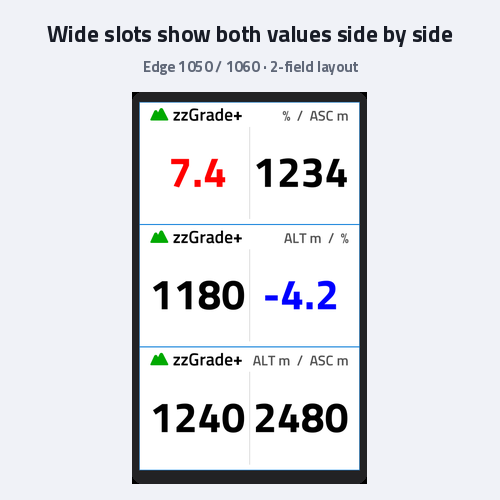 Wide slots show both values side by side
Edge 1050 / 1060 · 2-field layout
zzGrade+ % / ASC m
7.4 1234
zzGrade+ ALT m / %
1180 -4.2
zzGrade+ ALT m / ASC m
1240 2480